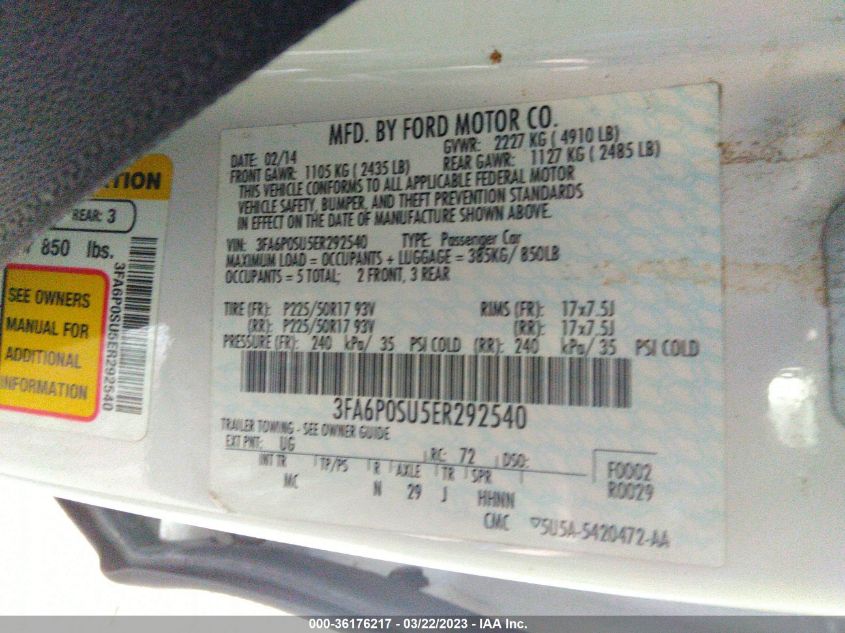 TION
REAR: 3
850 lbs.
SEE OWNERS
MANUAL FOR
ADDITIONAL
INFORMATION
3FA6P0SU5ER292540
MFD. BY FORD MOTOR CO.
DATE: 02/14 GVWR: 2227 KG ( 4910 LB)
FRONT GAWR: 1105 KG ( 2435 LB) REAR GAWR: 1127 KG ( 2485 LB)
THIS VEHICLE CONFORMS TO ALL APPLICABLE FEDERAL MOTOR
VEHICLE SAFETY, BUMPER, AND THEFT PREVENTION STANDARDS
IN EFFECT ON THE DATE OF MANUFACTURE SHOWN ABOVE.
VIN: 3FA6P0SU5ER292540 TYPE: Passenger Car
MAXIMUM LOAD = OCCUPANTS + LUGGAGE = 385KG/ 850LB
OCCUPANTS = 5 TOTAL; 2 FRONT, 3 REAR
TIRE (FR): P225/50R17 93V RIMS (FR): 17x7.5J
(RR): P225/50R17 93V (RR): 17x7.5J
PRESSURE (FR): 240 kPa/ 35 PSI COLD (RR): 240 kPa/ 35 PSI COLD
3FA6P0SU5ER292540
TRAILER TOWING - SEE OWNER GUIDE
EXT PNT: UG RC: 72 DSO: F0002
INT TR TP/PS R AXLE TR SPR R0029
MC N 29 J HHNN
CMC 5U5A-5420472-AA
000-36176217 - 03/22/2023 - IAA Inc.